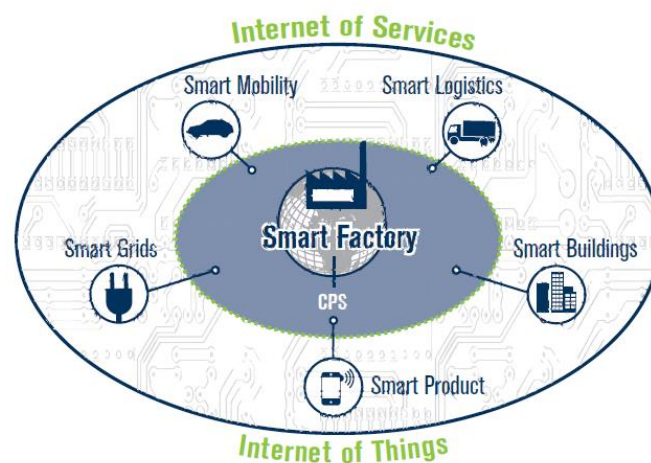 Internet of Services
Smart Mobility
Smart Logistics
Smart Factory
Smart Grids
Smart Buildings
CPS
Smart Product
Internet of Things